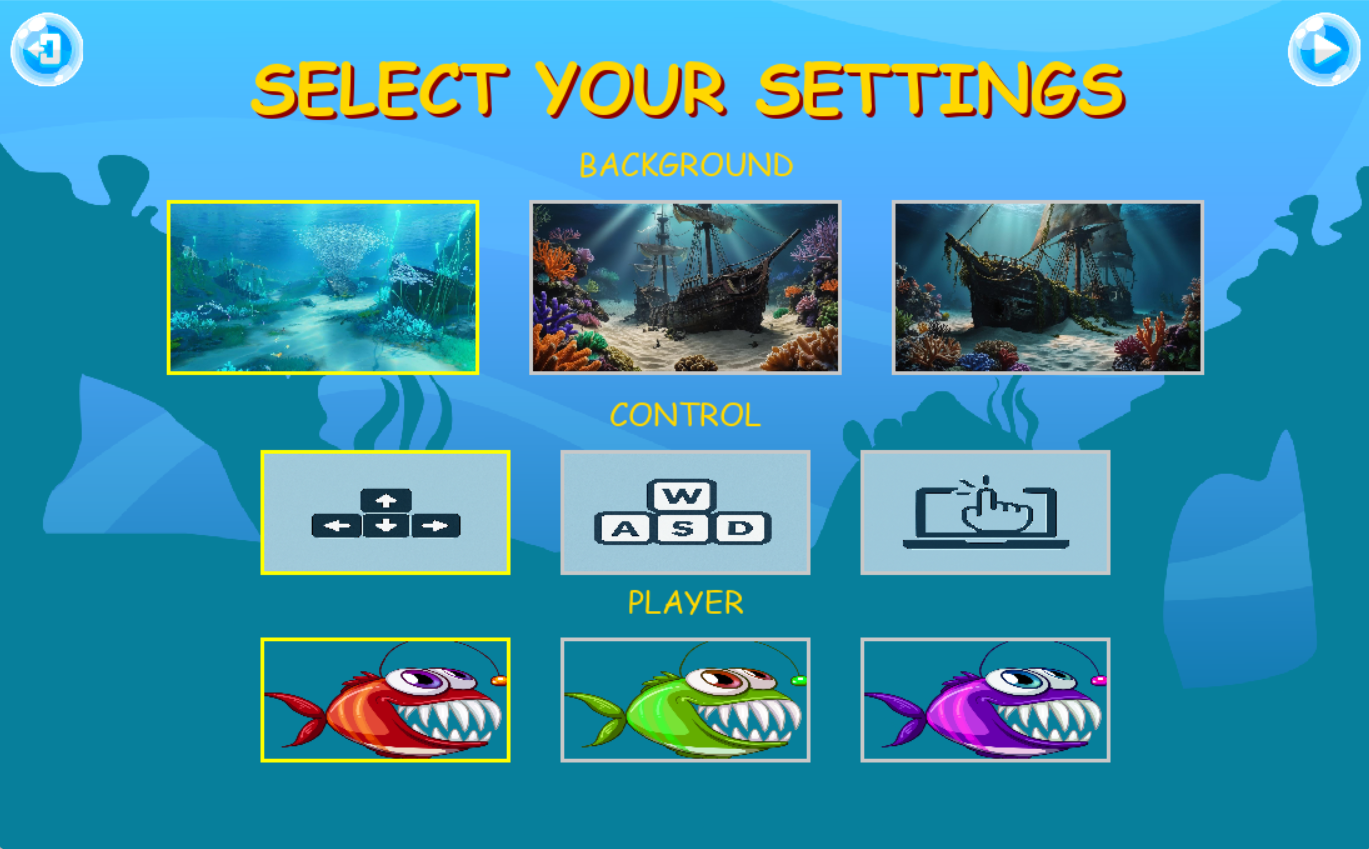 SELECT YOUR SETTINGS
BACKGROUND
CONTROL
W
A S D
PLAYER